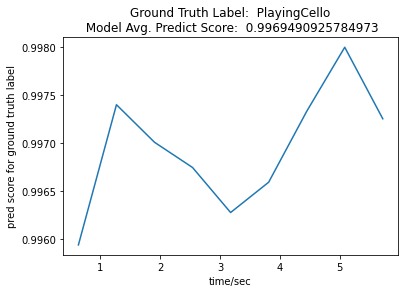 Ground Truth Label:  PlayingCello
Model Avg. Predict Score:  0.9969490925784973
pred score for ground truth label
0.9980
0.9975
0.9970
0.9965
0.9960
1 2 3 4 5
time/sec